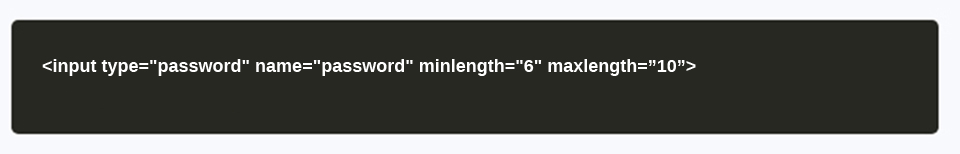 <input type="password" name="password" minlength="6" maxlength=”10”>